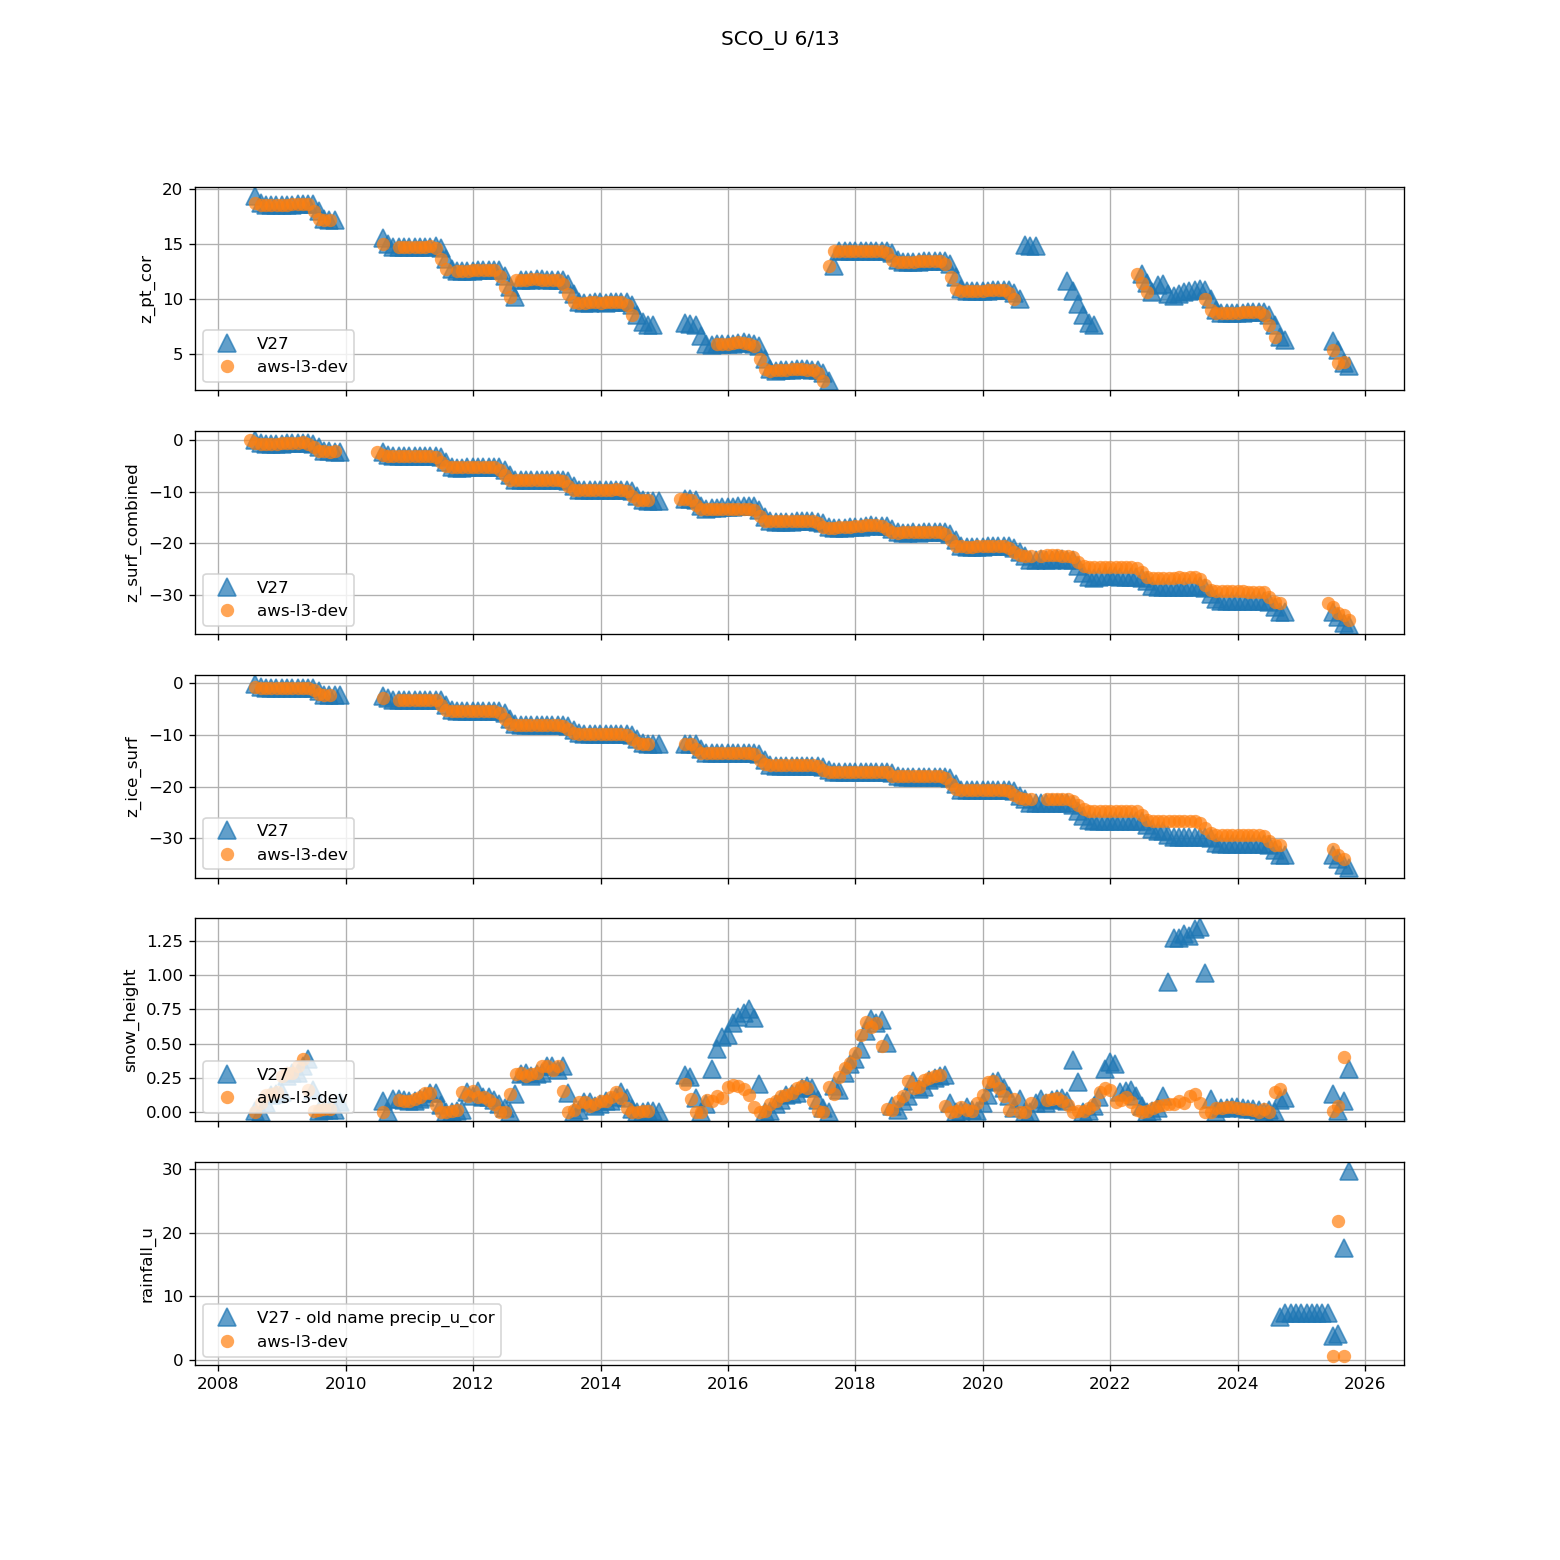 SCO_U 6/13
20
15
10
5
z_pt_cor
V27
aws-l3-dev
0
−10
−20
−30
z_surf_combined
V27
aws-l3-dev
0
−10
−20
−30
z_ice_surf
V27
aws-l3-dev
1.25
1.00
0.75
0.50
0.25
0.00
snow_height
V27
aws-l3-dev
30
20
10
0
rainfall_u
V27 - old name precip_u_cor
aws-l3-dev
2008 2010 2012 2014 2016 2018 2020 2022 2024 2026